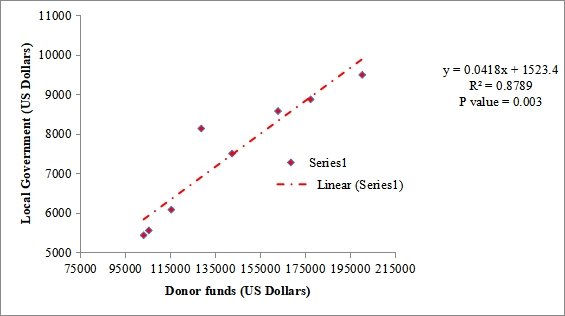 11000
10000
9000
8000
7000
6000
5000
Local Government (US Dollars)
75000 95000 115000 135000 155000 175000 195000 215000
Donor funds (US Dollars)
y = 0.0418x + 1523.4
R² = 0.8789
P value = 0.003
Series1
Linear (Series1)